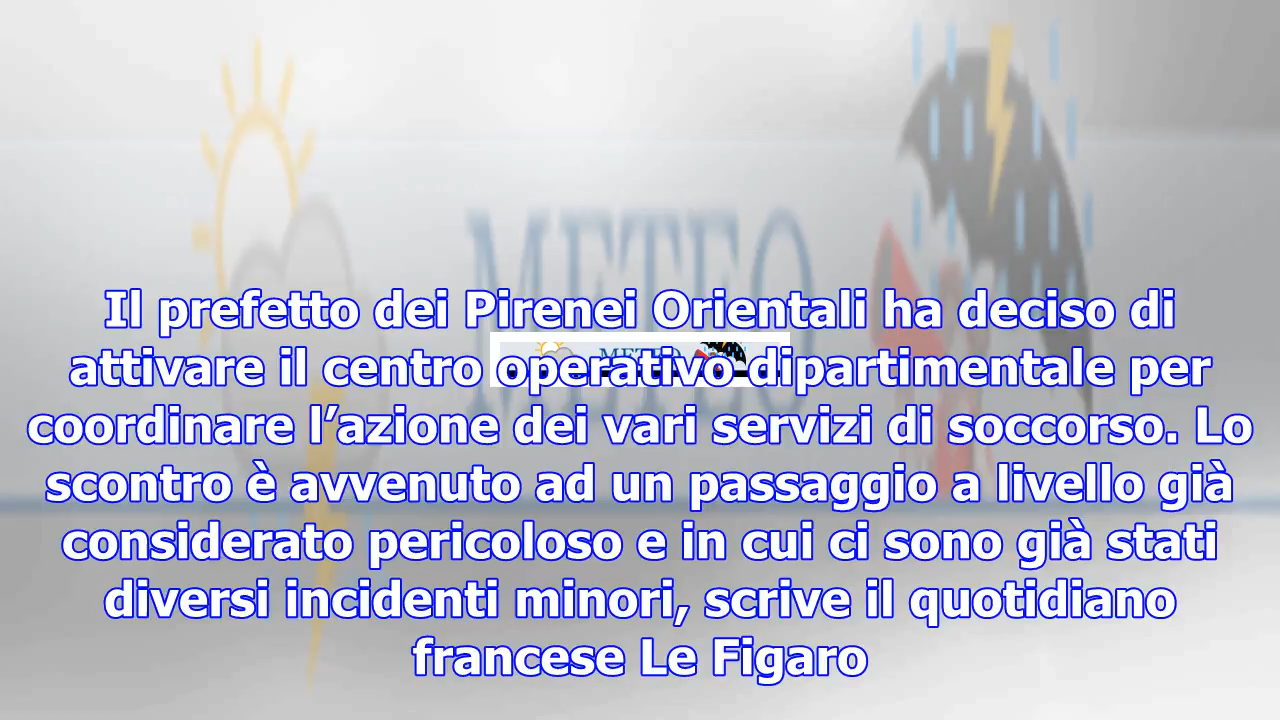 METEO
Il prefetto dei Pirenei Orientali ha deciso di
METEO
attivare il centro operativo dipartimentale per
coordinare l’azione dei vari servizi di soccorso. Lo
scontro è avvenuto ad un passaggio a livello già
considerato pericoloso e in cui ci sono già stati
diversi incidenti minori, scrive il quotidiano
francese Le Figaro